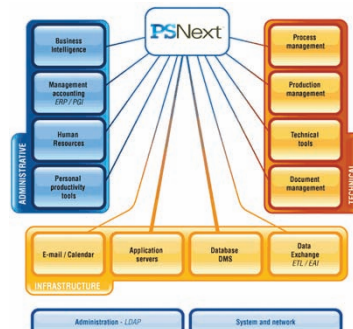 PSNext
Business
Intelligence
Management
accounting
ERP / PGI
Human
Resources
Personal
productivity
tools
ADMINISTRATIVE
Process
management
Production
management
Technical
tools
Document
management
TECHNICAL
E-mail / Calendar
Application
servers
Database
DMS
Data
Exchange
ETL / EAI
INFRASTRUCTURE
Administration - LDAP
System and network